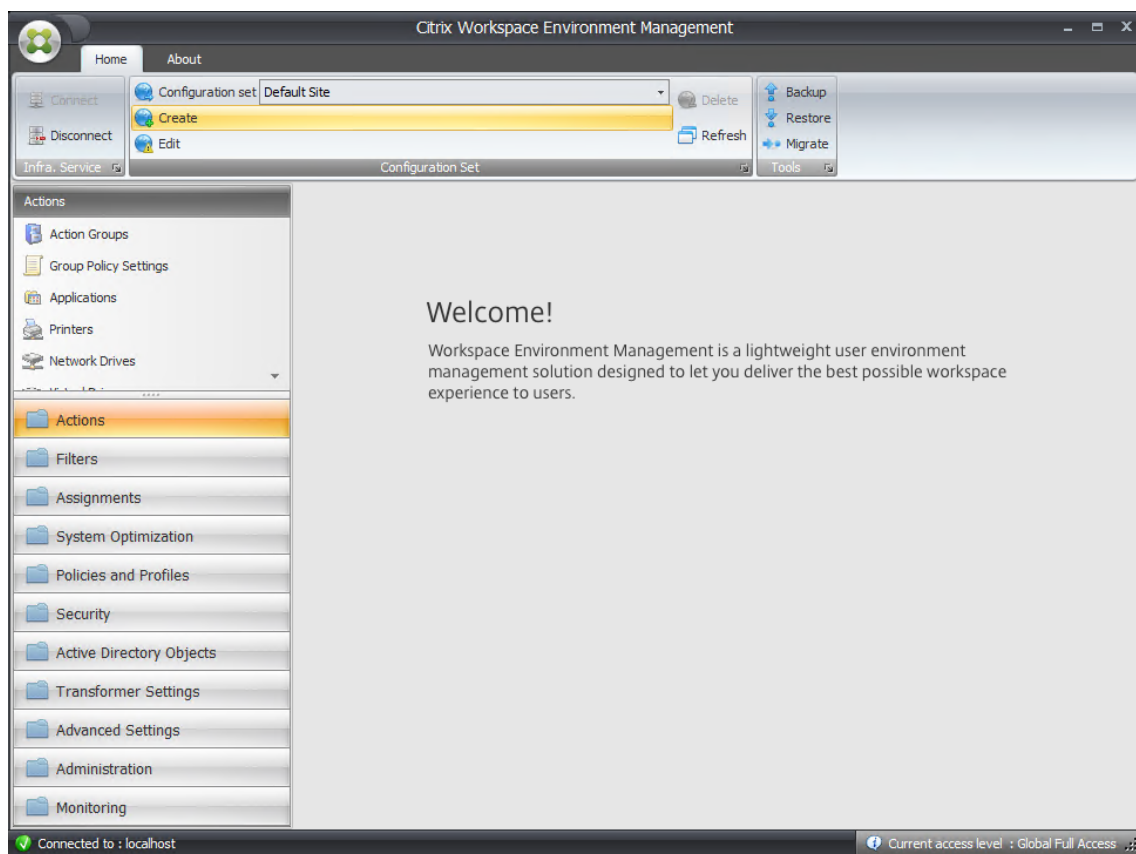 Citrix Workspace Environment Management
Home
About
Connect
Disconnect
Infra. Service
Configuration set
Default Site
Create
Edit
Delete
Refresh
Configuration Set
Backup
Restore
Migrate
Tools
Actions
Action Groups
Group Policy Settings
Applications
Printers
Network Drives
Welcome!
Workspace Environment Management is a lightweight user environment
management solution designed to let you deliver the best possible workspace
experience to users.
Actions
Filters
Assignments
System Optimization
Policies and Profiles
Security
Active Directory Objects
Transformer Settings
Advanced Settings
Administration
Monitoring
Connected to : localhost
Current access level : Global Full Access